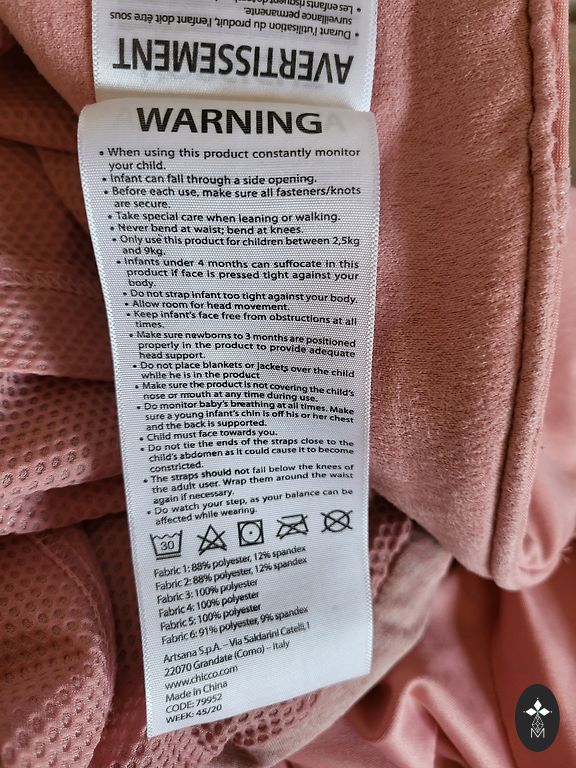 • Les enfants risquent de tomber
surveillance permanente.
• Durant l'utilisation du produit, l'enfant doit être sous
AVERTISSEMENT
WARNING
• When using this product constantly monitor
your child.
• Infant can fall through a side opening.
• Before each use, make sure all fasteners/knots
are secure.
• Take special care when leaning or walking.
• Never bend at waist; bend at knees.
• Only use this product for children between 2,5kg
and 9kg.
• Infants under 4 months can suffocate in this
product if face is pressed tight against your
body.
• Do not strap infant too tight against your body.
• Allow room for head movement.
• Keep infant's face free from obstructions at all
times.
• Make sure newborns to 3 months are positioned
properly in the product to provide adequate
head support.
• Do not place blankets or jackets over the child
while he is in the product
• Make sure the product is not covering the child's
nose or mouth at any time during use.
• Do monitor baby's breathing at all times. Make
sure a young infant's chin is off his or her chest
and the back is supported.
• Child must face towards you.
• Do not tie the ends of the straps close to the
child's abdomen as it could cause it to become
constricted.
• The straps should not fall below the knees of
the adult user. Wrap them around the waist
again if necessary.
• Do watch your step, as your balance can be
affected while wearing.
30
Fabric 1: 88% polyester, 12% spandex
Fabric 2: 88% polyester, 12% spandex
Fabric 3: 100% polyester
Fabric 4: 100% polyester
Fabric 5: 100% polyester
Fabric 6: 91% polyester, 9% spandex
Artsana S.p.A. – Via Saldarini Catelli,1
22070 Grandate (Como) – Italy
www.chicco.com
Made in China
CODE: 79952
WEEK: 45/20
M